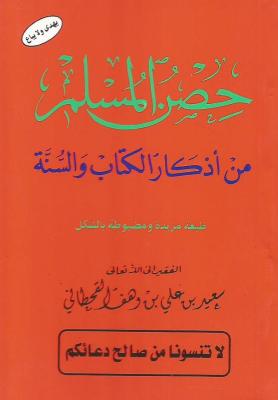 يهدى ولا يباع
حصن المسلم
من أذكار الكتاب والسنة
طبعة مزيدة ومضبوطة بالشكل
الفقير إلى الله تعالى
سعيد بن علي بن وهف القحطاني
لا تنسونا من صالح دعائكم